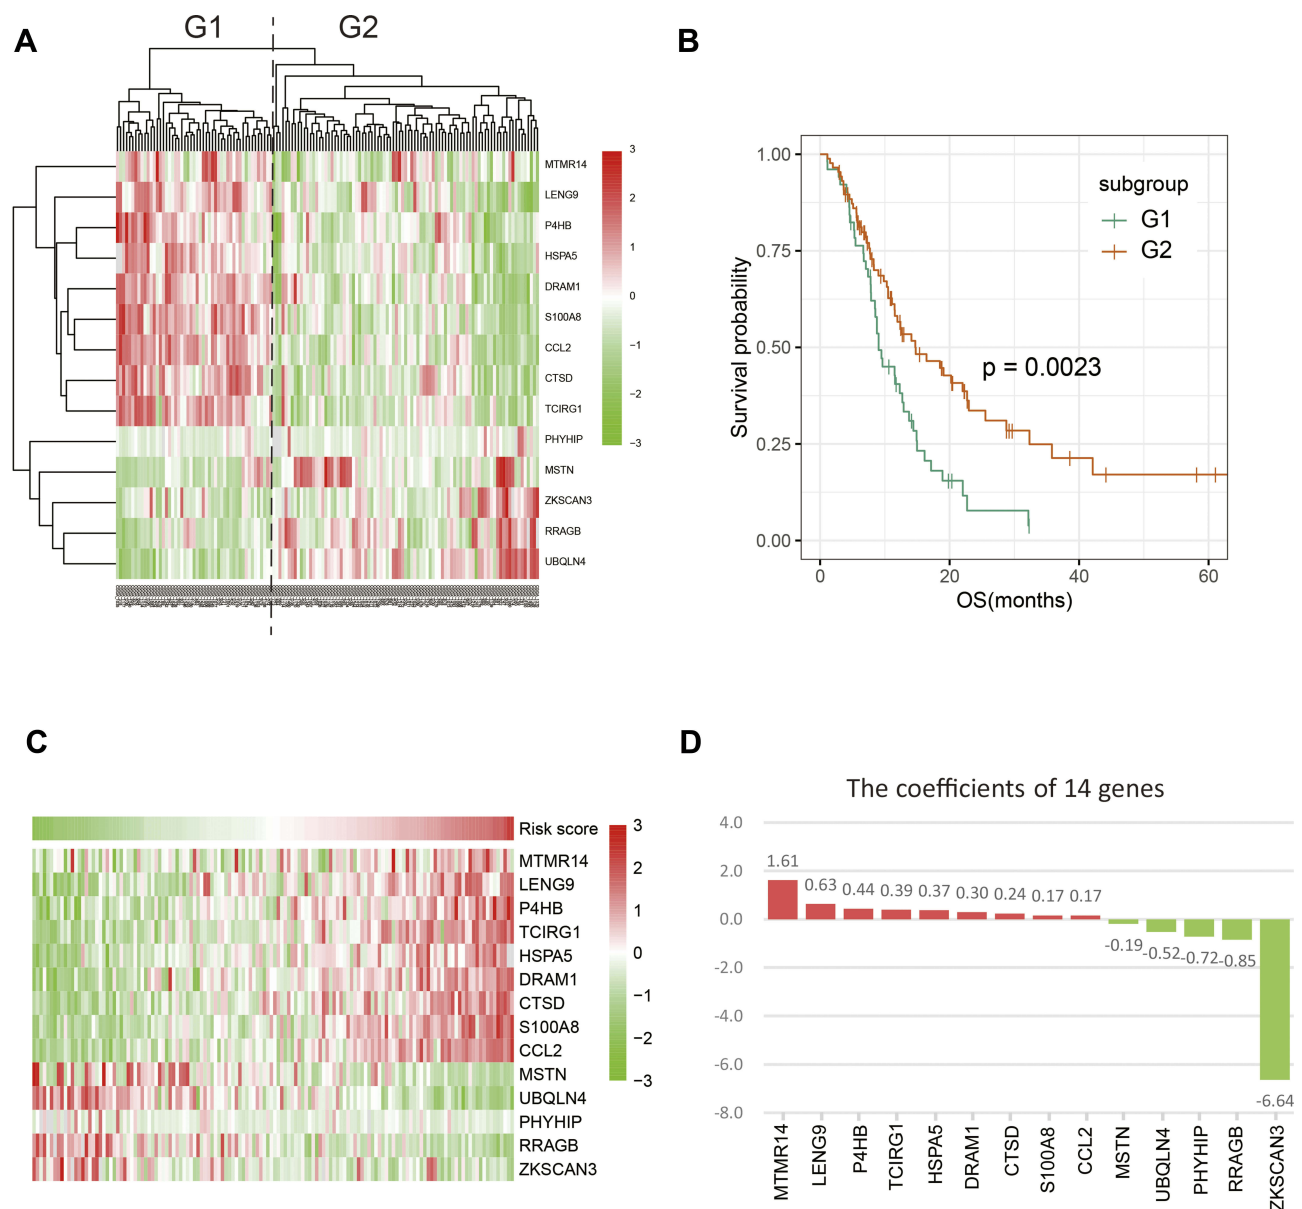 A
G1
G2
MTMR14
LENG9
P4HB
HSPA5
DRAM1
S100A8
CCL2
CTSD
TCIRG1
PHYHIP
MSTN
ZKSCAN3
RRAGB
UBQLN4
3
2
1
0
−1
−2
−3
B
Survival probability
1.00
0.75
0.50
0.25
0.00
subgroup
G1
G2
p = 0.0023
0
20
40
60
OS(months)
C
Risk score
MTMR14
LENG9
P4HB
TCIRG1
HSPA5
DRAM1
CTSD
S100A8
CCL2
MSTN
UBQLN4
PHYHIP
RRAGB
ZKSCAN3
3
2
1
0
−1
−2
−3
D
The coefficients of 14 genes
4.0
2.0
0.0
-2.0
-4.0
-6.0
-8.0
1.61
0.63
0.44
0.39
0.37
0.30
0.24
0.17
0.17
-0.19
-0.52
-0.72
-0.85
-6.64
MTMR14
LENG9
P4HB
TCIRG1
HSPA5
DRAM1
CTSD
S100A8
CCL2
MSTN
UBQLN4
PHYHIP
RRAGB
ZKSCAN3